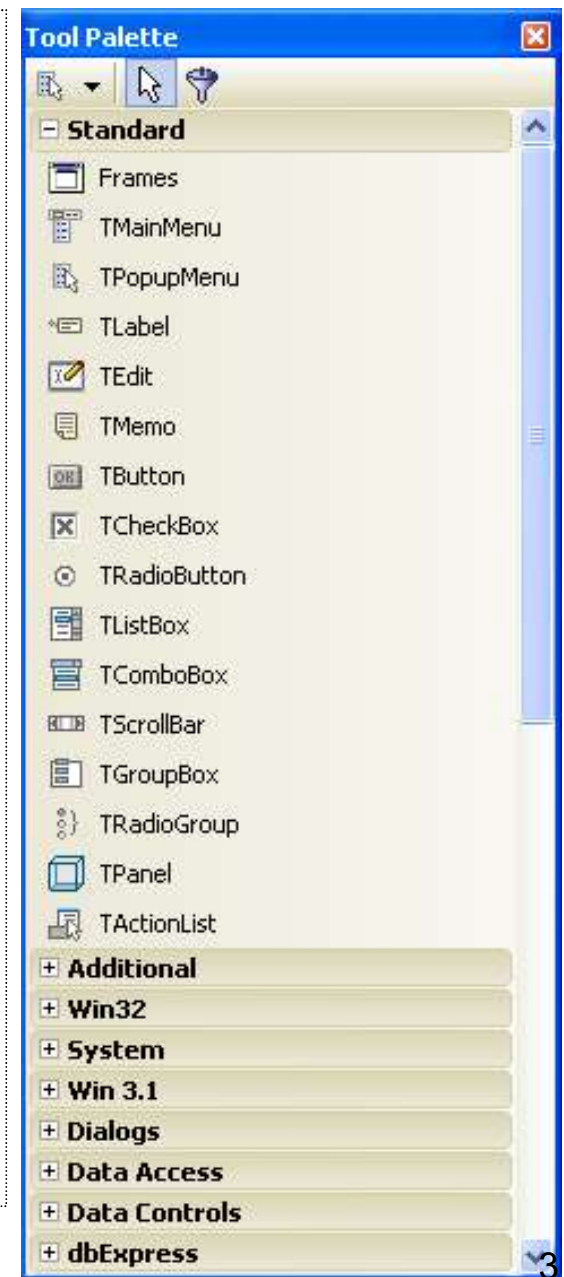 Tool Palette
Standard
Frames
TMainMenu
TPopupMenu
TLabel
TEdit
TMemo
OK
TButton
TCheckBox
TRadioButton
TListBox
TComboBox
TScrollBar
TGroupBox
TRadioGroup
TPanel
TActionList
Additional
Win32
System
Win 3.1
Dialogs
Data Access
Data Controls
dbExpress
3